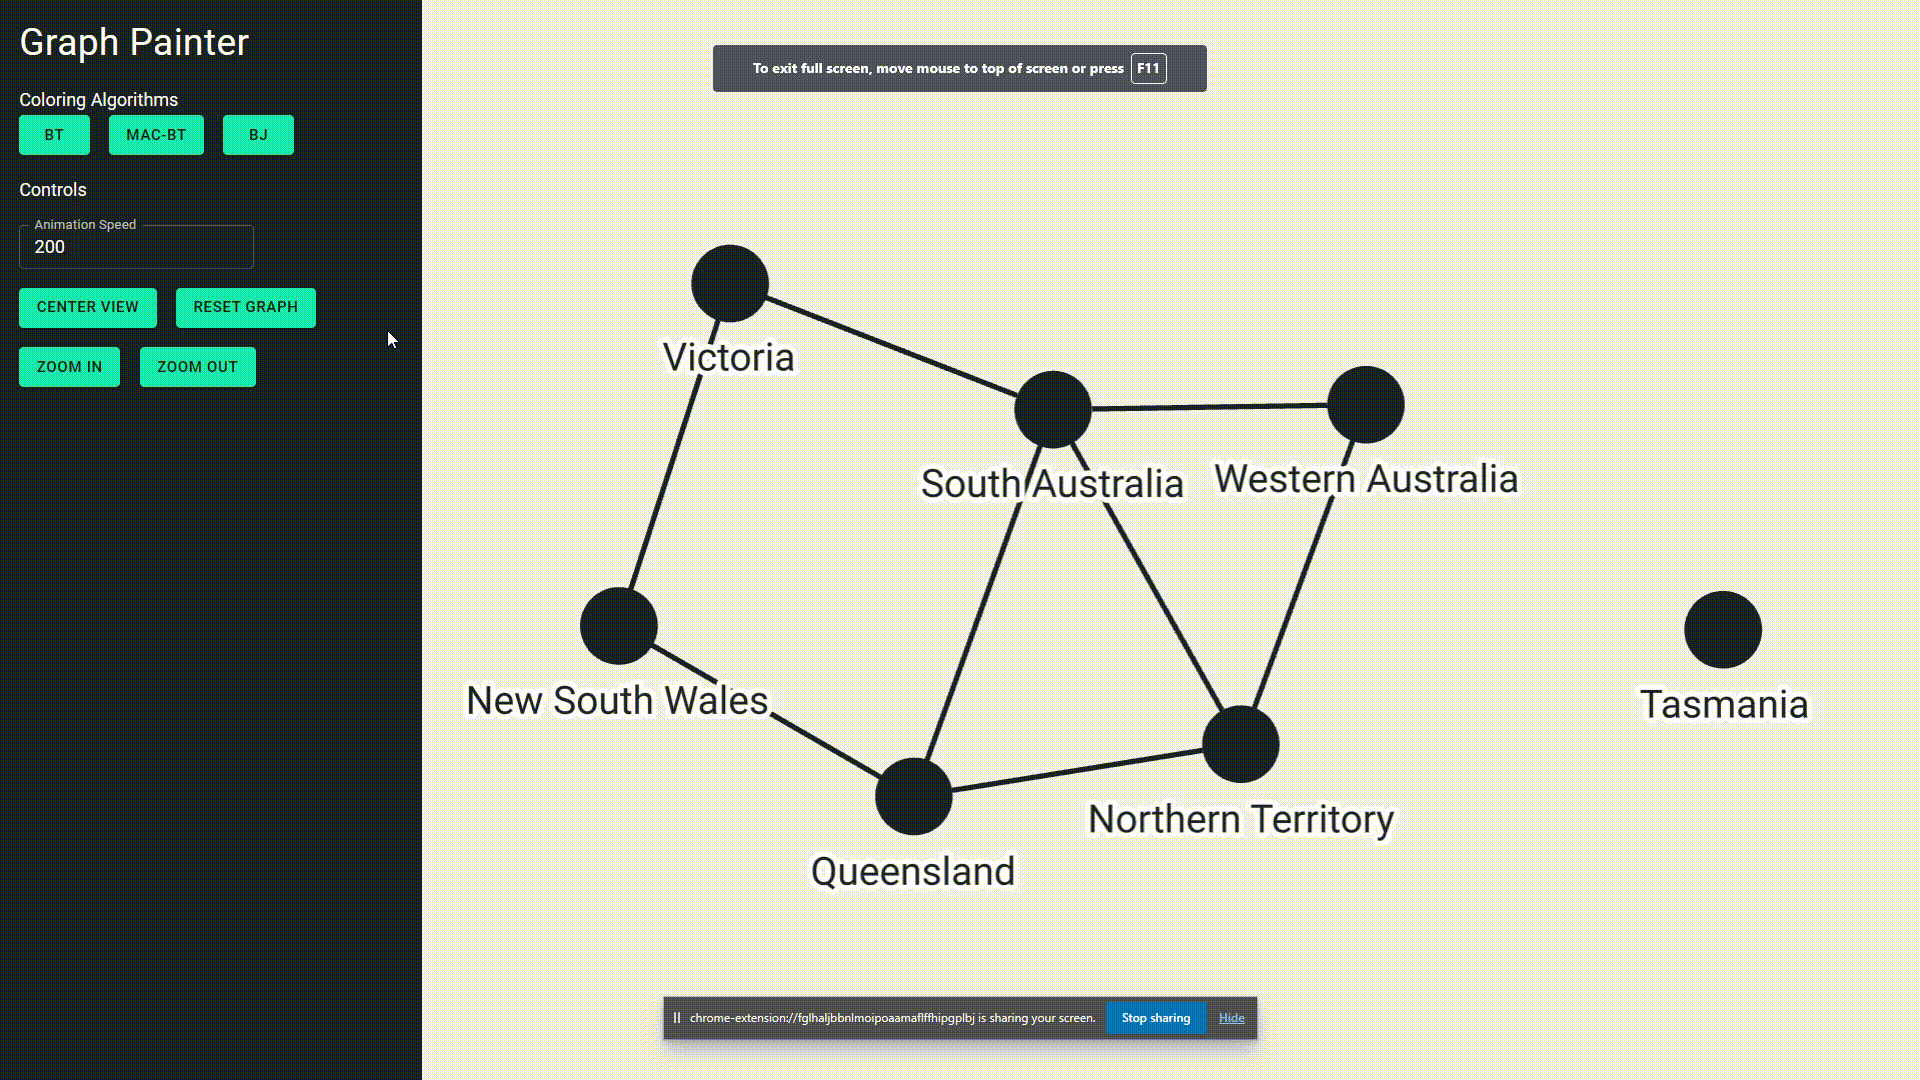 Graph Painter
To exit full screen, move mouse to top of screen or press F11
Coloring Algorithms
BT
MAC-BT
BJ
Controls
Animation Speed
200
CENTER VIEW
RESET GRAPH
ZOOM IN
ZOOM OUT
Victoria
South Australia
Western Australia
New South Wales
Tasmania
Northern Territory
Queensland
chrome-extension://fglhaljbbnlmoipoaamaflffhipgplbj is sharing your screen.
Stop sharing
Hide